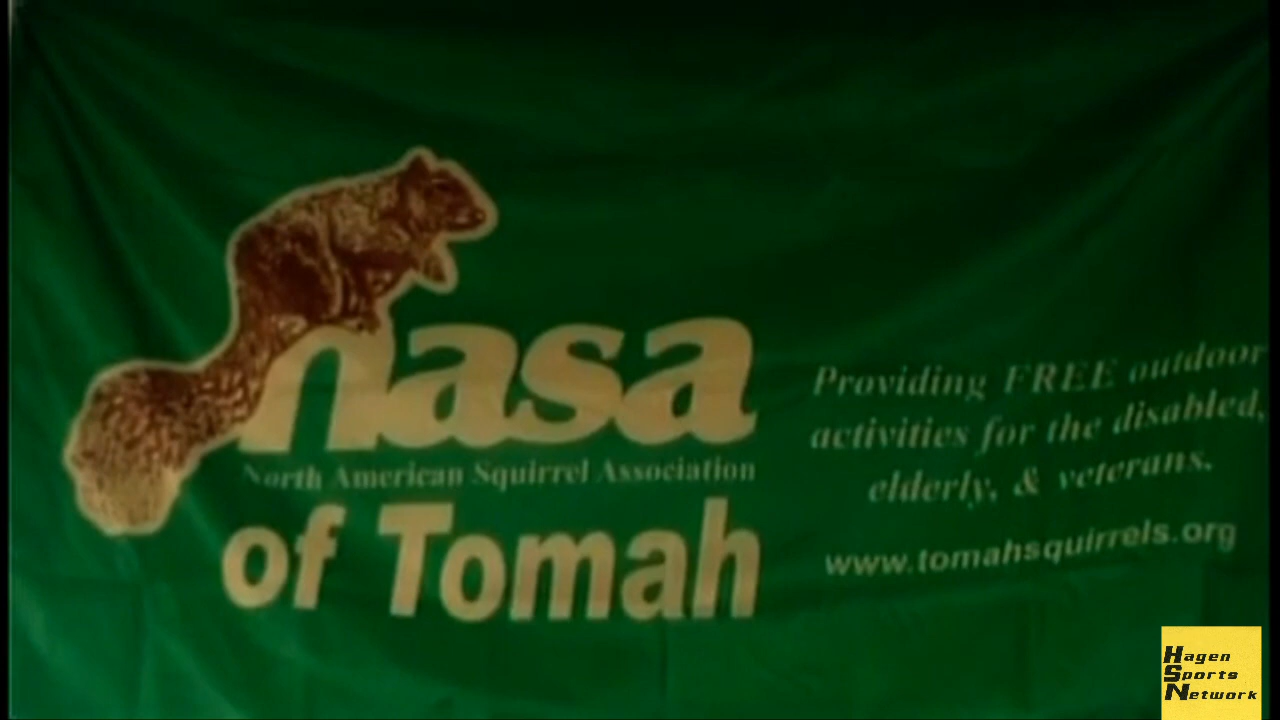 nasa
North American Squirrel Association
of Tomah
Providing FREE outdoor
activities for the disabled,
elderly, & veterans.
www.tomahsquirrels.org
Hagen
Sports
Network